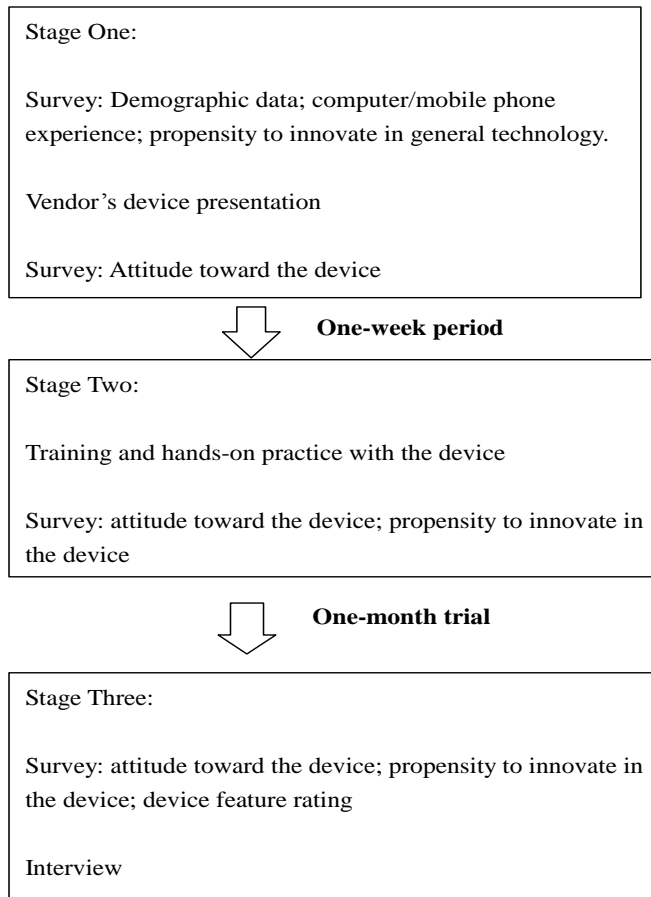 Stage One:
Survey: Demographic data; computer/mobile phone
experience; propensity to innovate in general technology.
Vendor’s device presentation
Survey: Attitude toward the device
One-week period
Stage Two:
Training and hands-on practice with the device
Survey: attitude toward the device; propensity to innovate in
the device
One-month trial
Stage Three:
Survey: attitude toward the device; propensity to innovate in
the device; device feature rating
Interview